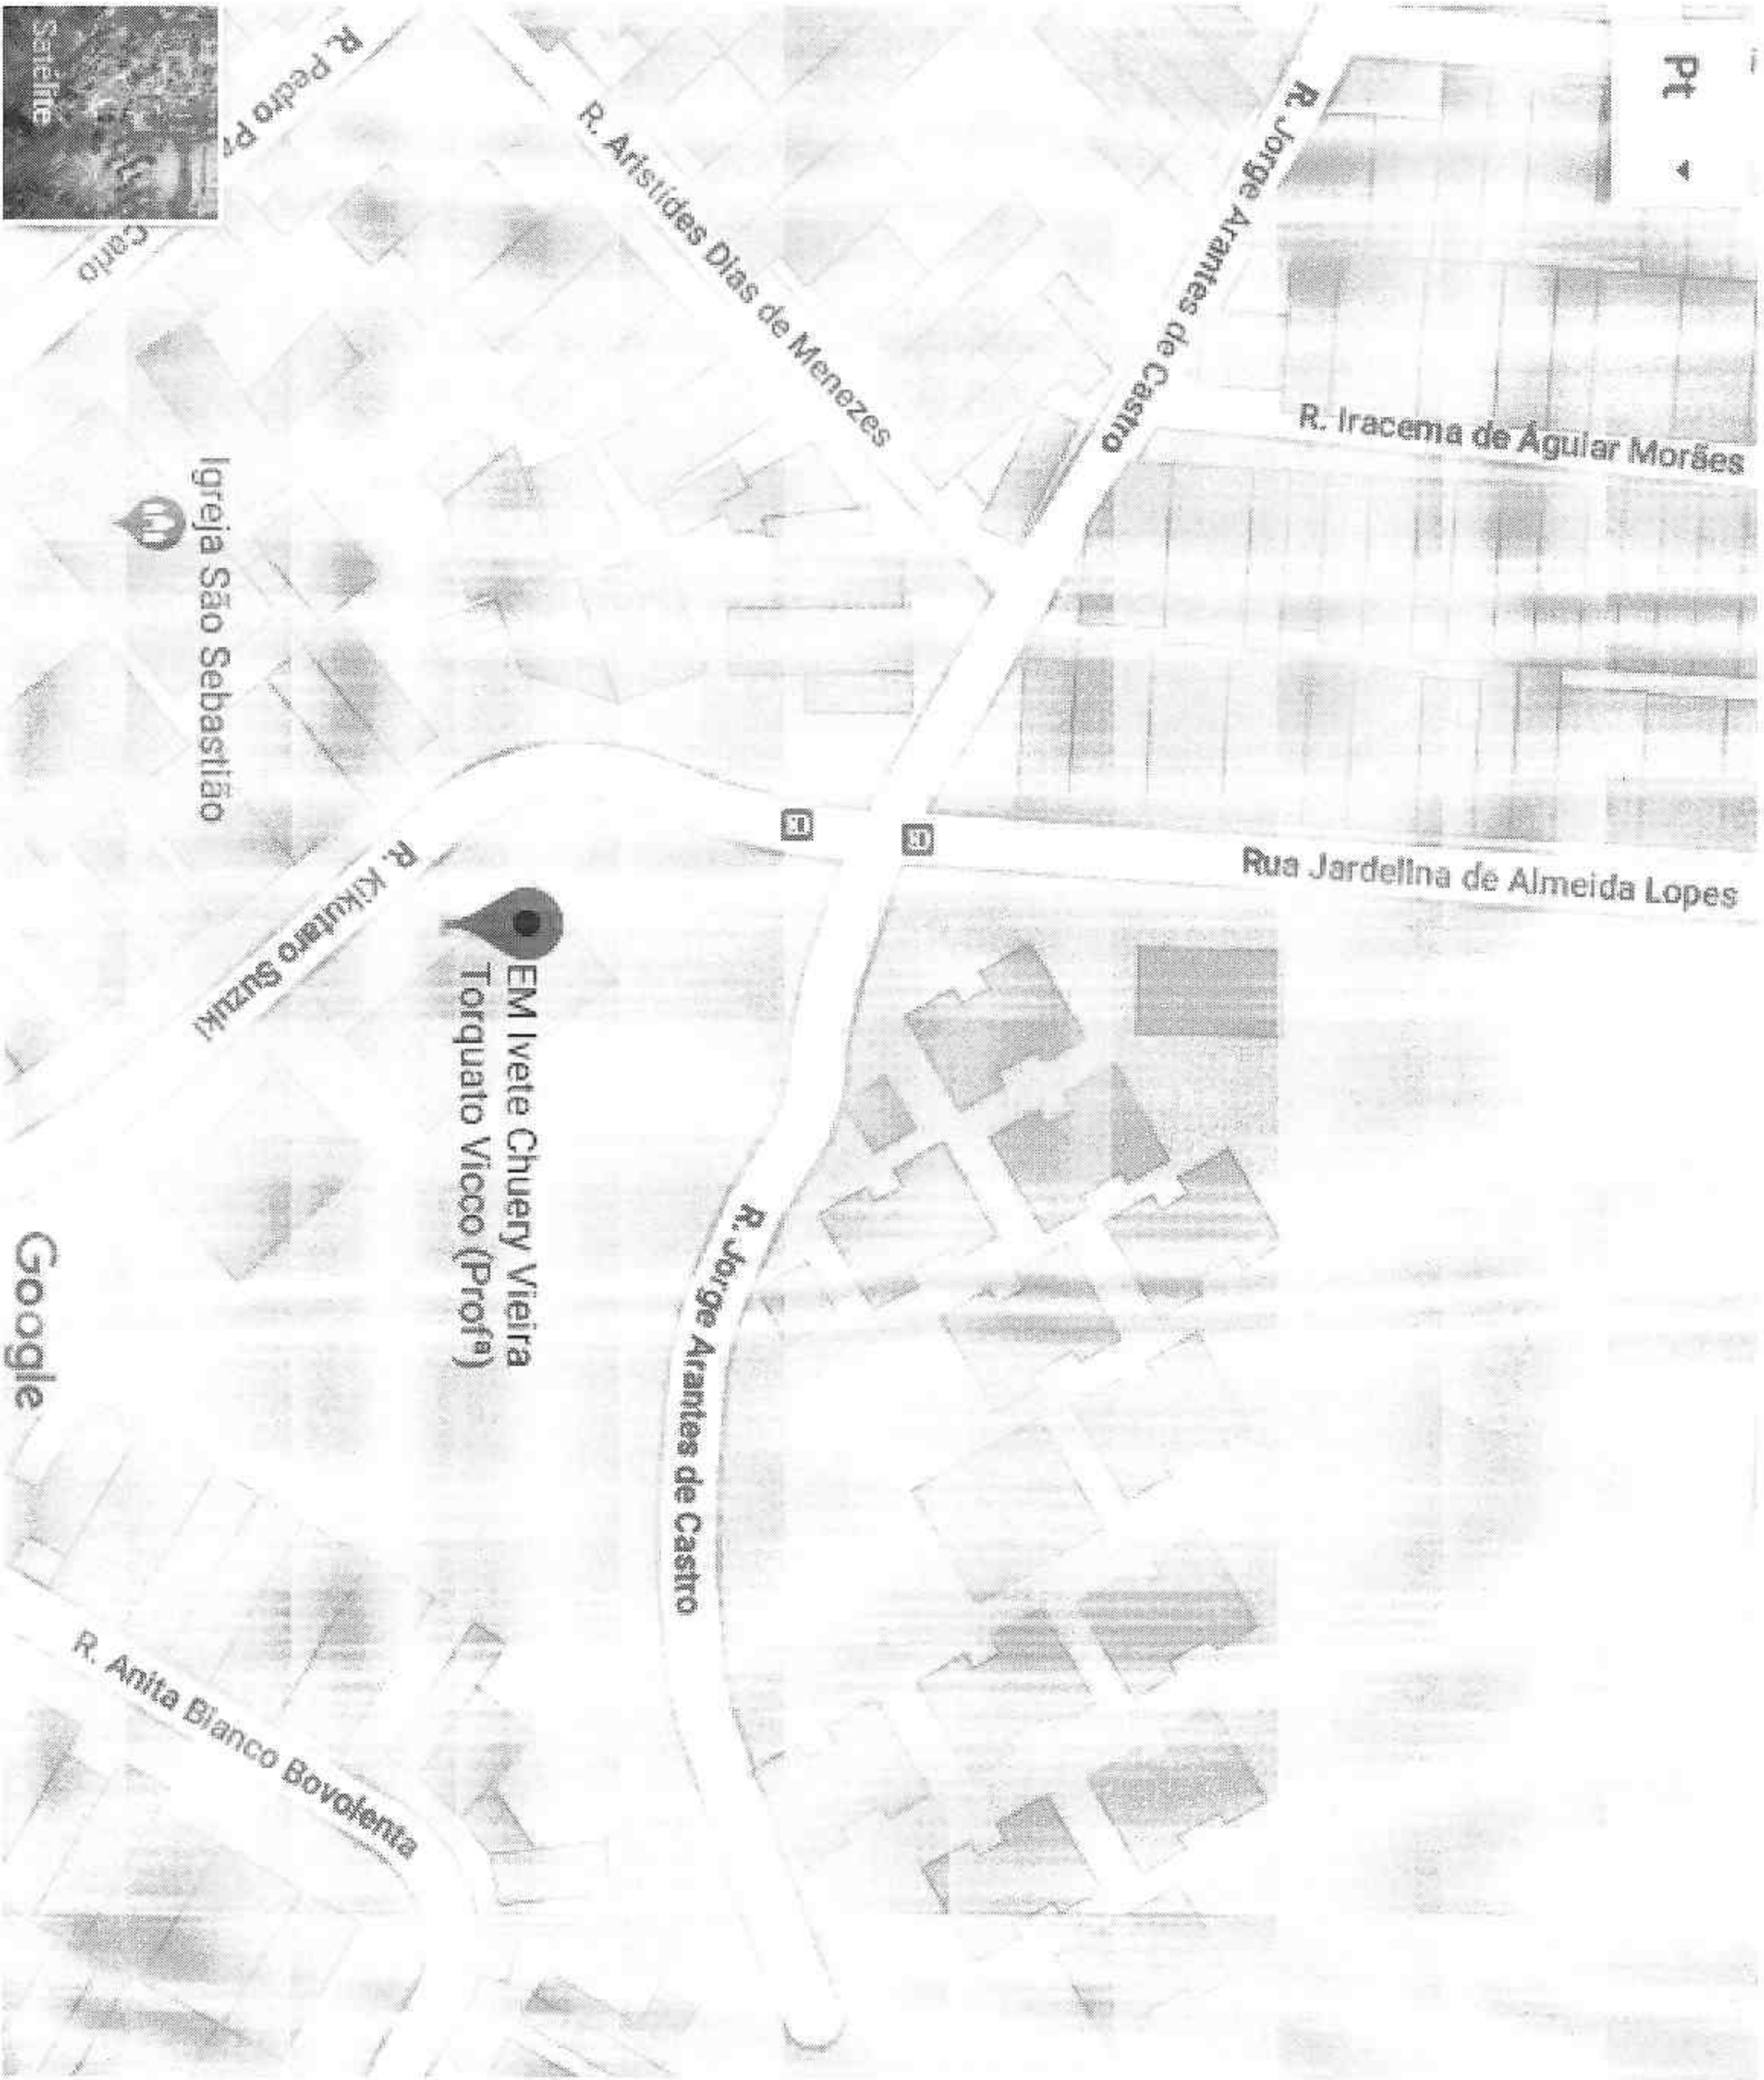 Pt
R. Jorge Arantes de Castro
R. Iracema de Aguiar Morães
R. Aristides Dias de Menezes
R. Pedro
Carlo
Satélite
Rua Jardelina de Almeida Lopes
Igreja São Sebastião
R. Kikutaro Suzuki
EM Ivete Chuery Vieira
Torquato Vicco (Profª)
R. Jorge Arantes de Castro
R. Anita Bianco Bovolenta
Google